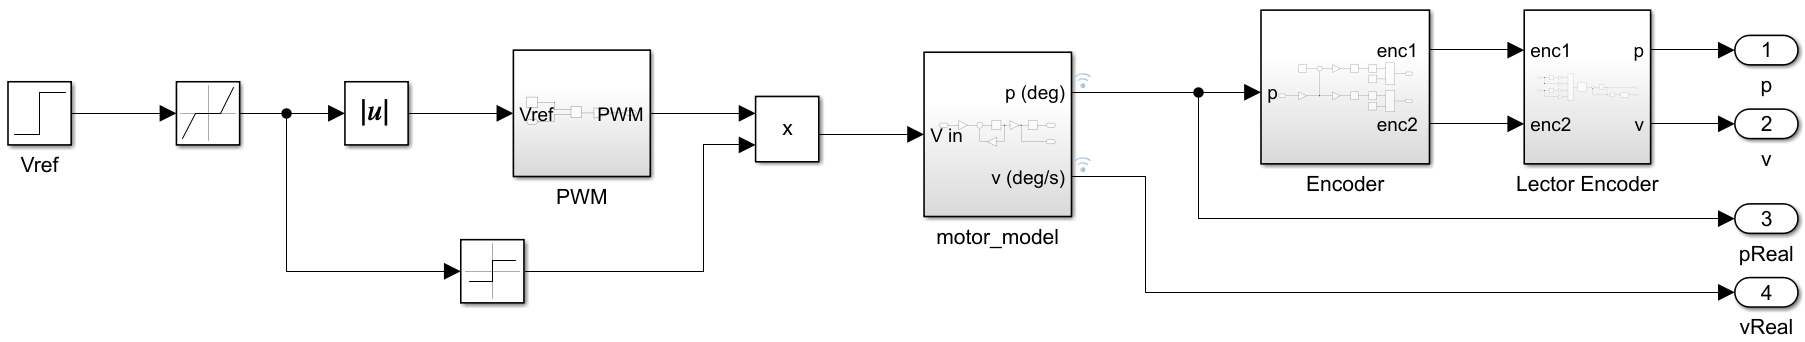 Vref
|u|
Vref
PWM
PWM
x
V in
p (deg)
v (deg/s)
motor_model
p
enc1
enc2
Encoder
enc1
enc2
p
v
Lector Encoder
1
p
2
v
3
pReal
4
vReal